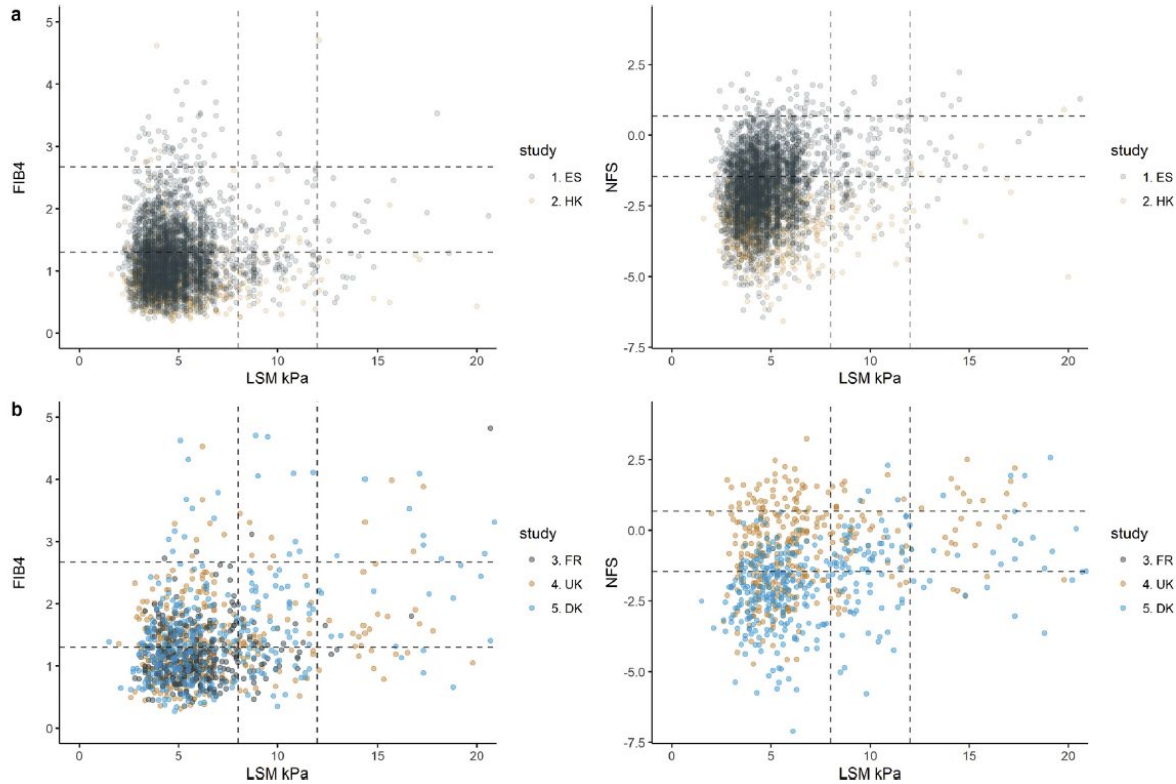 a
5
4
3
2
1
0
FIB4
0 5 10 15 20
LSM kPa
study
1. ES
2. HK
2.5
0.0
-2.5
-5.0
-7.5
NFS
0 5 10 15 20
LSM kPa
study
1. ES
2. HK
b
5
4
3
2
1
0
FIB4
0 5 10 15 20
LSM kPa
study
3. FR
4. UK
5. DK
2.5
0.0
-2.5
-5.0
-7.5
NFS
0 5 10 15 20
LSM kPa
study
3. FR
4. UK
5. DK